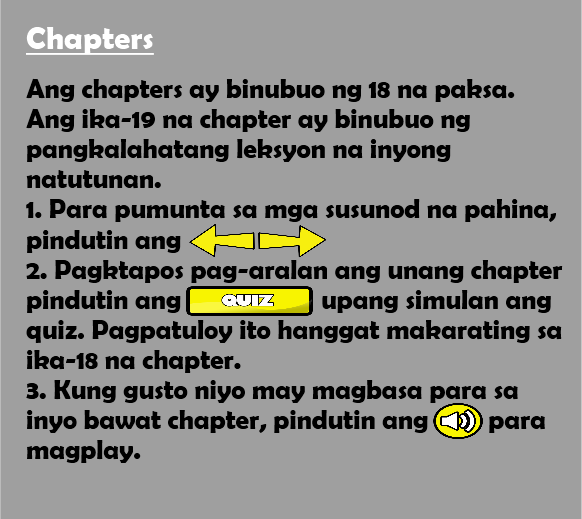 Chapters
Ang chapters ay binubuo ng 18 na paksa.
Ang ika-19 na chapter ay binubuo ng
pangkalahatang leksyon na inyong
natutunan.
1. Para pumunta sa mga susunod na pahina,
pindutin ang
2. Pagktapos pag-aralan ang unang chapter
pindutin ang QUIZ upang simulan ang
quiz. Pagpatuloy ito hanggat makarating sa
ika-18 na chapter.
3. Kung gusto niyo may magbasa para sa
inyo bawat chapter, pindutin ang para
magplay.